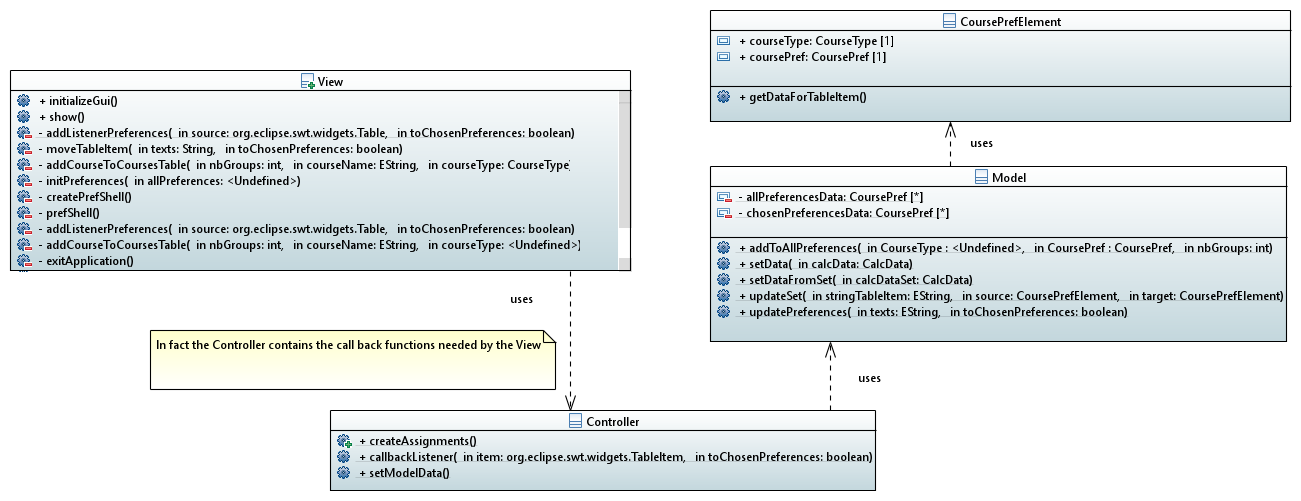 View
+ initializeGui()
+ show()
- addListenerPreferences( in source: org.eclipse.swt.widgets.Table, in toChosenPreferences: boolean)
- moveTableItem( in texts: String, in toChosenPreferences: boolean)
- addCourseToCoursesTable( in nbGroups: int, in courseName: EString, in courseType: CourseType
- initPreferences( in allPreferences: <Undefined>)
- createPrefShell()
- prefShell()
- addListenerPreferences( in source: org.eclipse.swt.widgets.Table, in toChosenPreferences: boolean)
- addCourseToCoursesTable( in nbGroups: int, in courseName: EString, in courseType: <Undefined>)
- exitApplication()
CoursePrefElement
+ courseType: CourseType [1]
+ coursePref: CoursePref [1]
+ getDataForTableItem()
uses
Model
- allPreferencesData: CoursePref [*]
- chosenPreferencesData: CoursePref [*]
+ addToAllPreferences( in CourseType : <Undefined>, in CoursePref : CoursePref, in nbGroups: int)
+ setData( in calcData: CalcData)
+ setDataFromSet( in calcDataSet: CalcData)
+ updateSet( in stringTableItem: EString, in source: CoursePrefElement, in target: CoursePrefElement)
+ updatePreferences( in texts: EString, in toChosenPreferences: boolean)
uses
In fact the Controller contains the call back functions needed by the View
uses
Controller
+ createAssignments()
+ callbackListener( in item: org.eclipse.swt.widgets.TableItem, in toChosenPreferences: boolean)
+ setModelData()